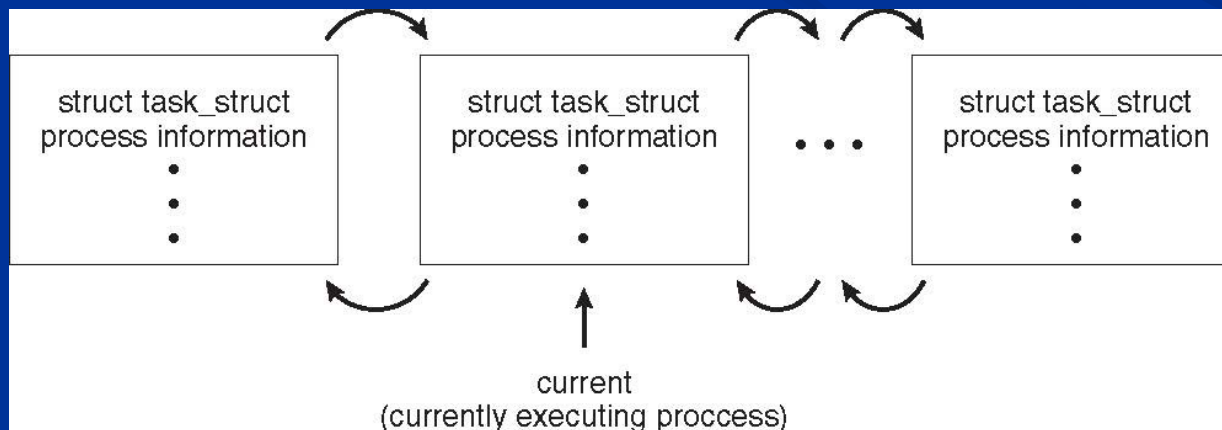 struct task_struct
process information
struct task_struct
process information
struct task_struct
process information
current
(currently executing proccess)